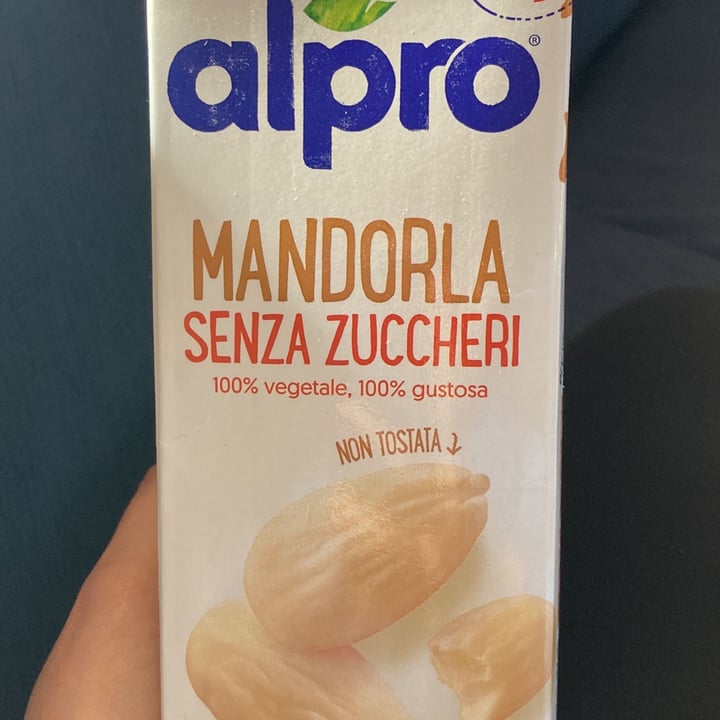 alpro®
MANDORLA
SENZA ZUCCHERI
100% vegetale, 100% gustosa
NON TOSTATA